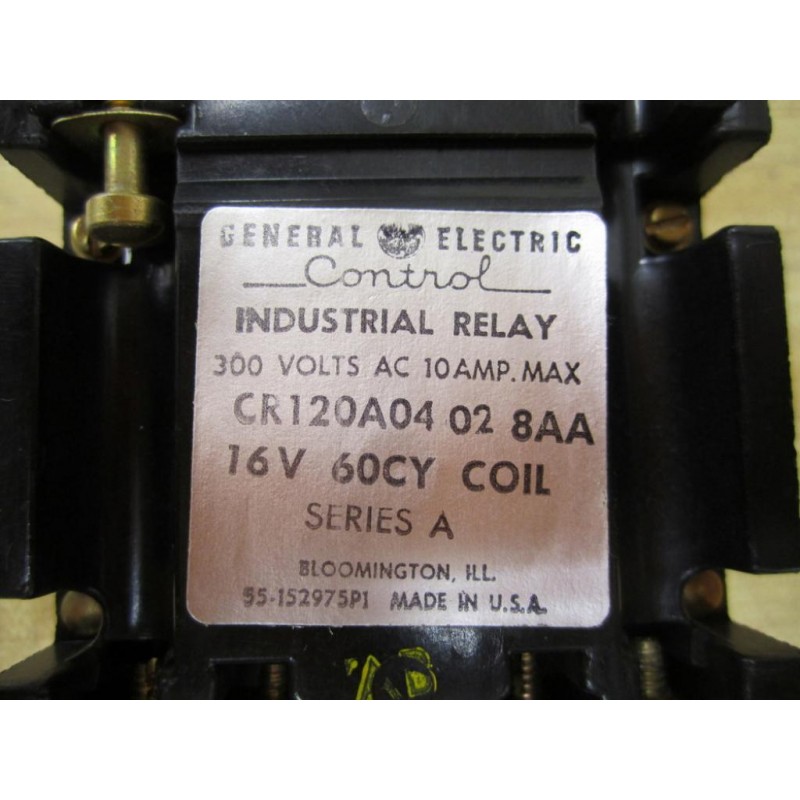 GENERAL ELECTRIC
Control
INDUSTRIAL RELAY
300 VOLTS AC 10AMP. MAX
CR120A04 02 8AA
16V 60CY COIL
SERIES A
BLOOMINGTON, ILL.
55-152975P1 MADE IN U.S.A.